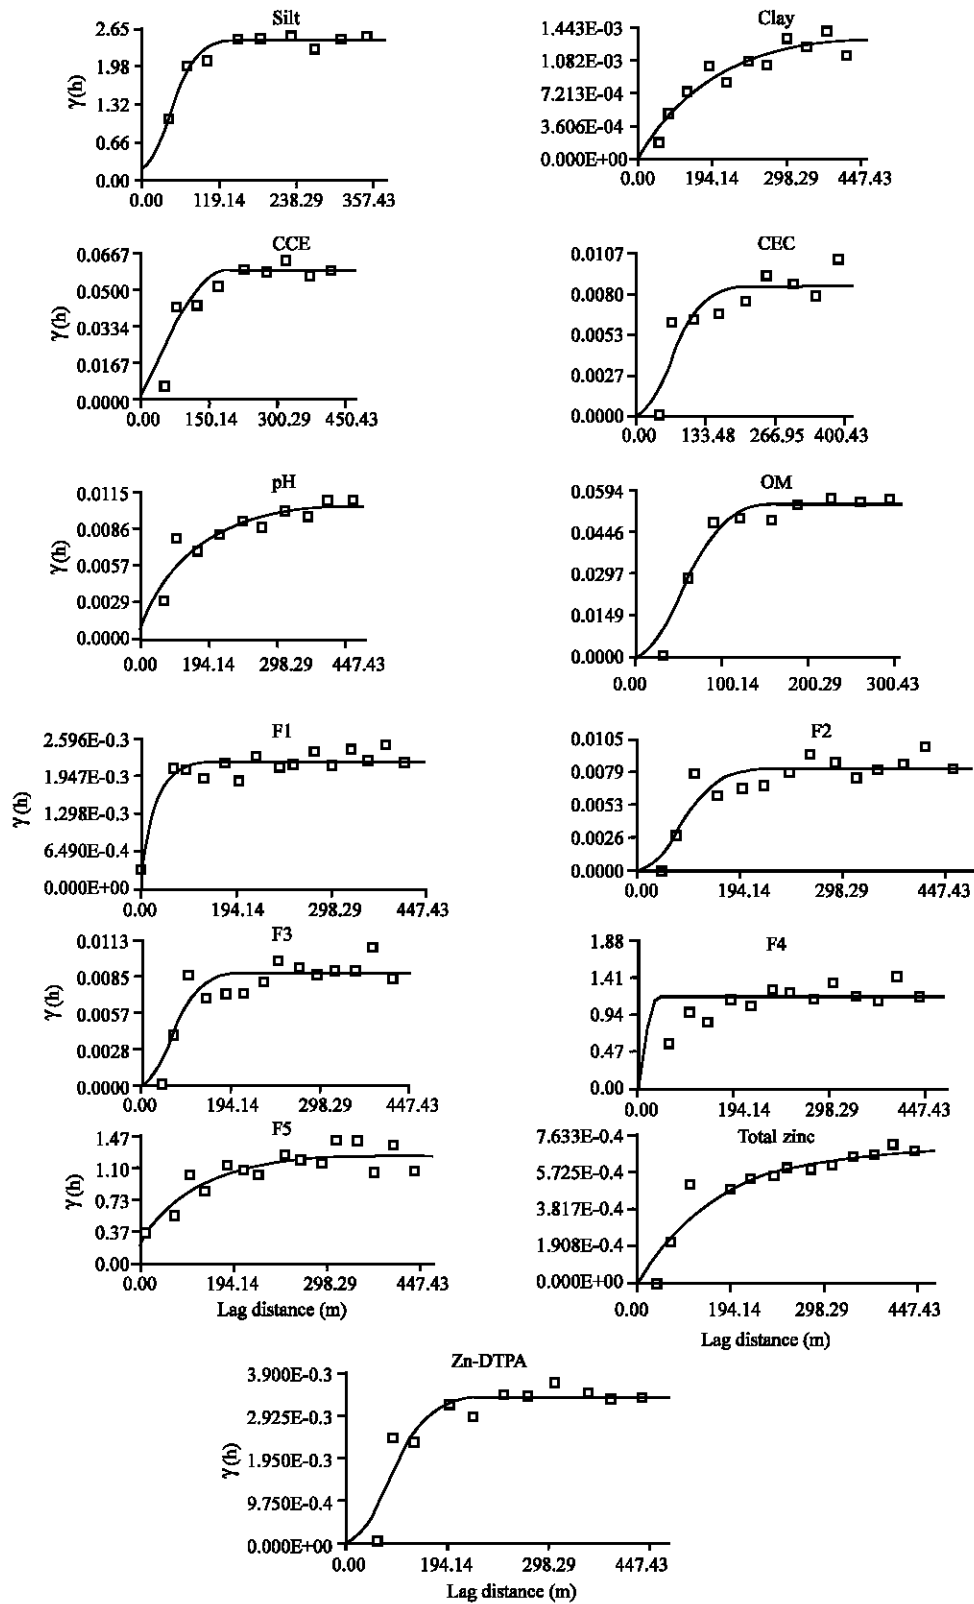 Silt
2.65
1.98
1.32
0.66
0.00
γ(h)
0.00 119.14 238.29 357.43
Clay
1.443E-03
1.082E-03
7.213E-04
3.606E-04
0.000E+00
0.00 194.14 298.29 447.43
CCE
0.0667
0.0500
0.0334
0.0167
0.0000
γ(h)
0.00 150.14 300.29 450.43
CEC
0.0107
0.0080
0.0053
0.0027
0.0000
0.00 133.48 266.95 400.43
pH
0.0115
0.0086
0.0057
0.0029
0.0000
γ(h)
0.00 194.14 298.29 447.43
OM
0.0594
0.0446
0.0297
0.0149
0.0000
0.00 100.14 200.29 300.43
F1
2.596E-0.3
1.947E-0.3
1.298E-0.3
6.490E-0.4
0.000E+00
γ(h)
0.00 194.14 298.29 447.43
F2
0.0105
0.0079
0.0053
0.0026
0.0000
0.00 194.14 298.29 447.43
F3
0.0113
0.0085
0.0057
0.0028
0.0000
γ(h)
0.00 194.14 298.29 447.43
F4
1.88
1.41
0.94
0.47
0.00
0.00 194.14 298.29 447.43
F5
1.47
1.10
0.73
0.37
0.00
γ(h)
0.00 194.14 298.29 447.43
Lag distance (m)
Total zinc
7.633E-0.4
5.725E-0.4
3.817E-0.4
1.908E-0.4
0.000E+00
0.00 194.14 298.29 447.43
Lag distance (m)
Zn-DTPA
3.900E-0.3
2.925E-0.3
1.950E-0.3
9.750E-0.4
0.000E+00
γ(h)
0.00 194.14 298.29 447.43
Lag distance (m)